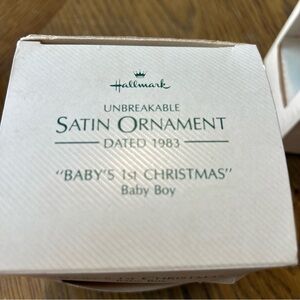 Hallmark
UNBREAKABLE
SATIN ORNAMENT
DATED 1983
"BABY'S 1st CHRISTMAS"
Baby Boy